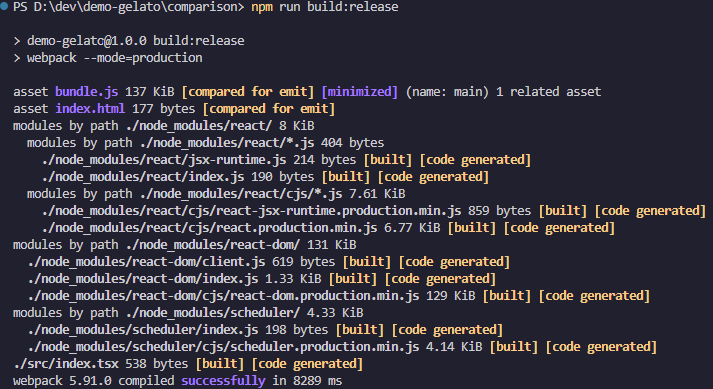 PS D:\dev\demo-gelato\comparison> npm run build:release
> demo-gelato@1.0.0 build:release
> webpack --mode=production
asset bundle.js 137 KiB [compared for emit] [minimized] (name: main) 1 related asset
asset index.html 177 bytes [compared for emit]
modules by path ./node_modules/react/ 8 KiB
  modules by path ./node_modules/react/*.js 404 bytes
    ./node_modules/react/jsx-runtime.js 214 bytes [built] [code generated]
    ./node_modules/react/index.js 190 bytes [built] [code generated]
  modules by path ./node_modules/react/cjs/*.js 7.61 KiB
    ./node_modules/react/cjs/react-jsx-runtime.production.min.js 859 bytes [built] [code generated]
    ./node_modules/react/cjs/react.production.min.js 6.77 KiB [built] [code generated]
modules by path ./node_modules/react-dom/ 131 KiB
  ./node_modules/react-dom/client.js 619 bytes [built] [code generated]
  ./node_modules/react-dom/index.js 1.33 KiB [built] [code generated]
  ./node_modules/react-dom/cjs/react-dom.production.min.js 129 KiB [built] [code generated]
modules by path ./node_modules/scheduler/ 4.33 KiB
  ./node_modules/scheduler/index.js 198 bytes [built] [code generated]
  ./node_modules/scheduler/cjs/scheduler.production.min.js 4.14 KiB [built] [code generated]
./src/index.tsx 538 bytes [built] [code generated]
webpack 5.91.0 compiled successfully in 8289 ms